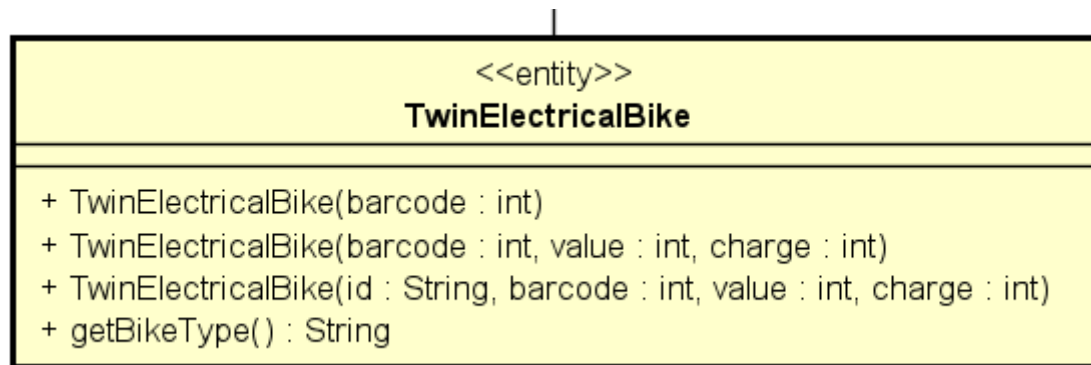 <<entity>>
TwinElectricalBike
+ TwinElectricalBike(barcode : int)
+ TwinElectricalBike(barcode : int, value : int, charge : int)
+ TwinElectricalBike(id : String, barcode : int, value : int, charge : int)
+ getBikeType() : String